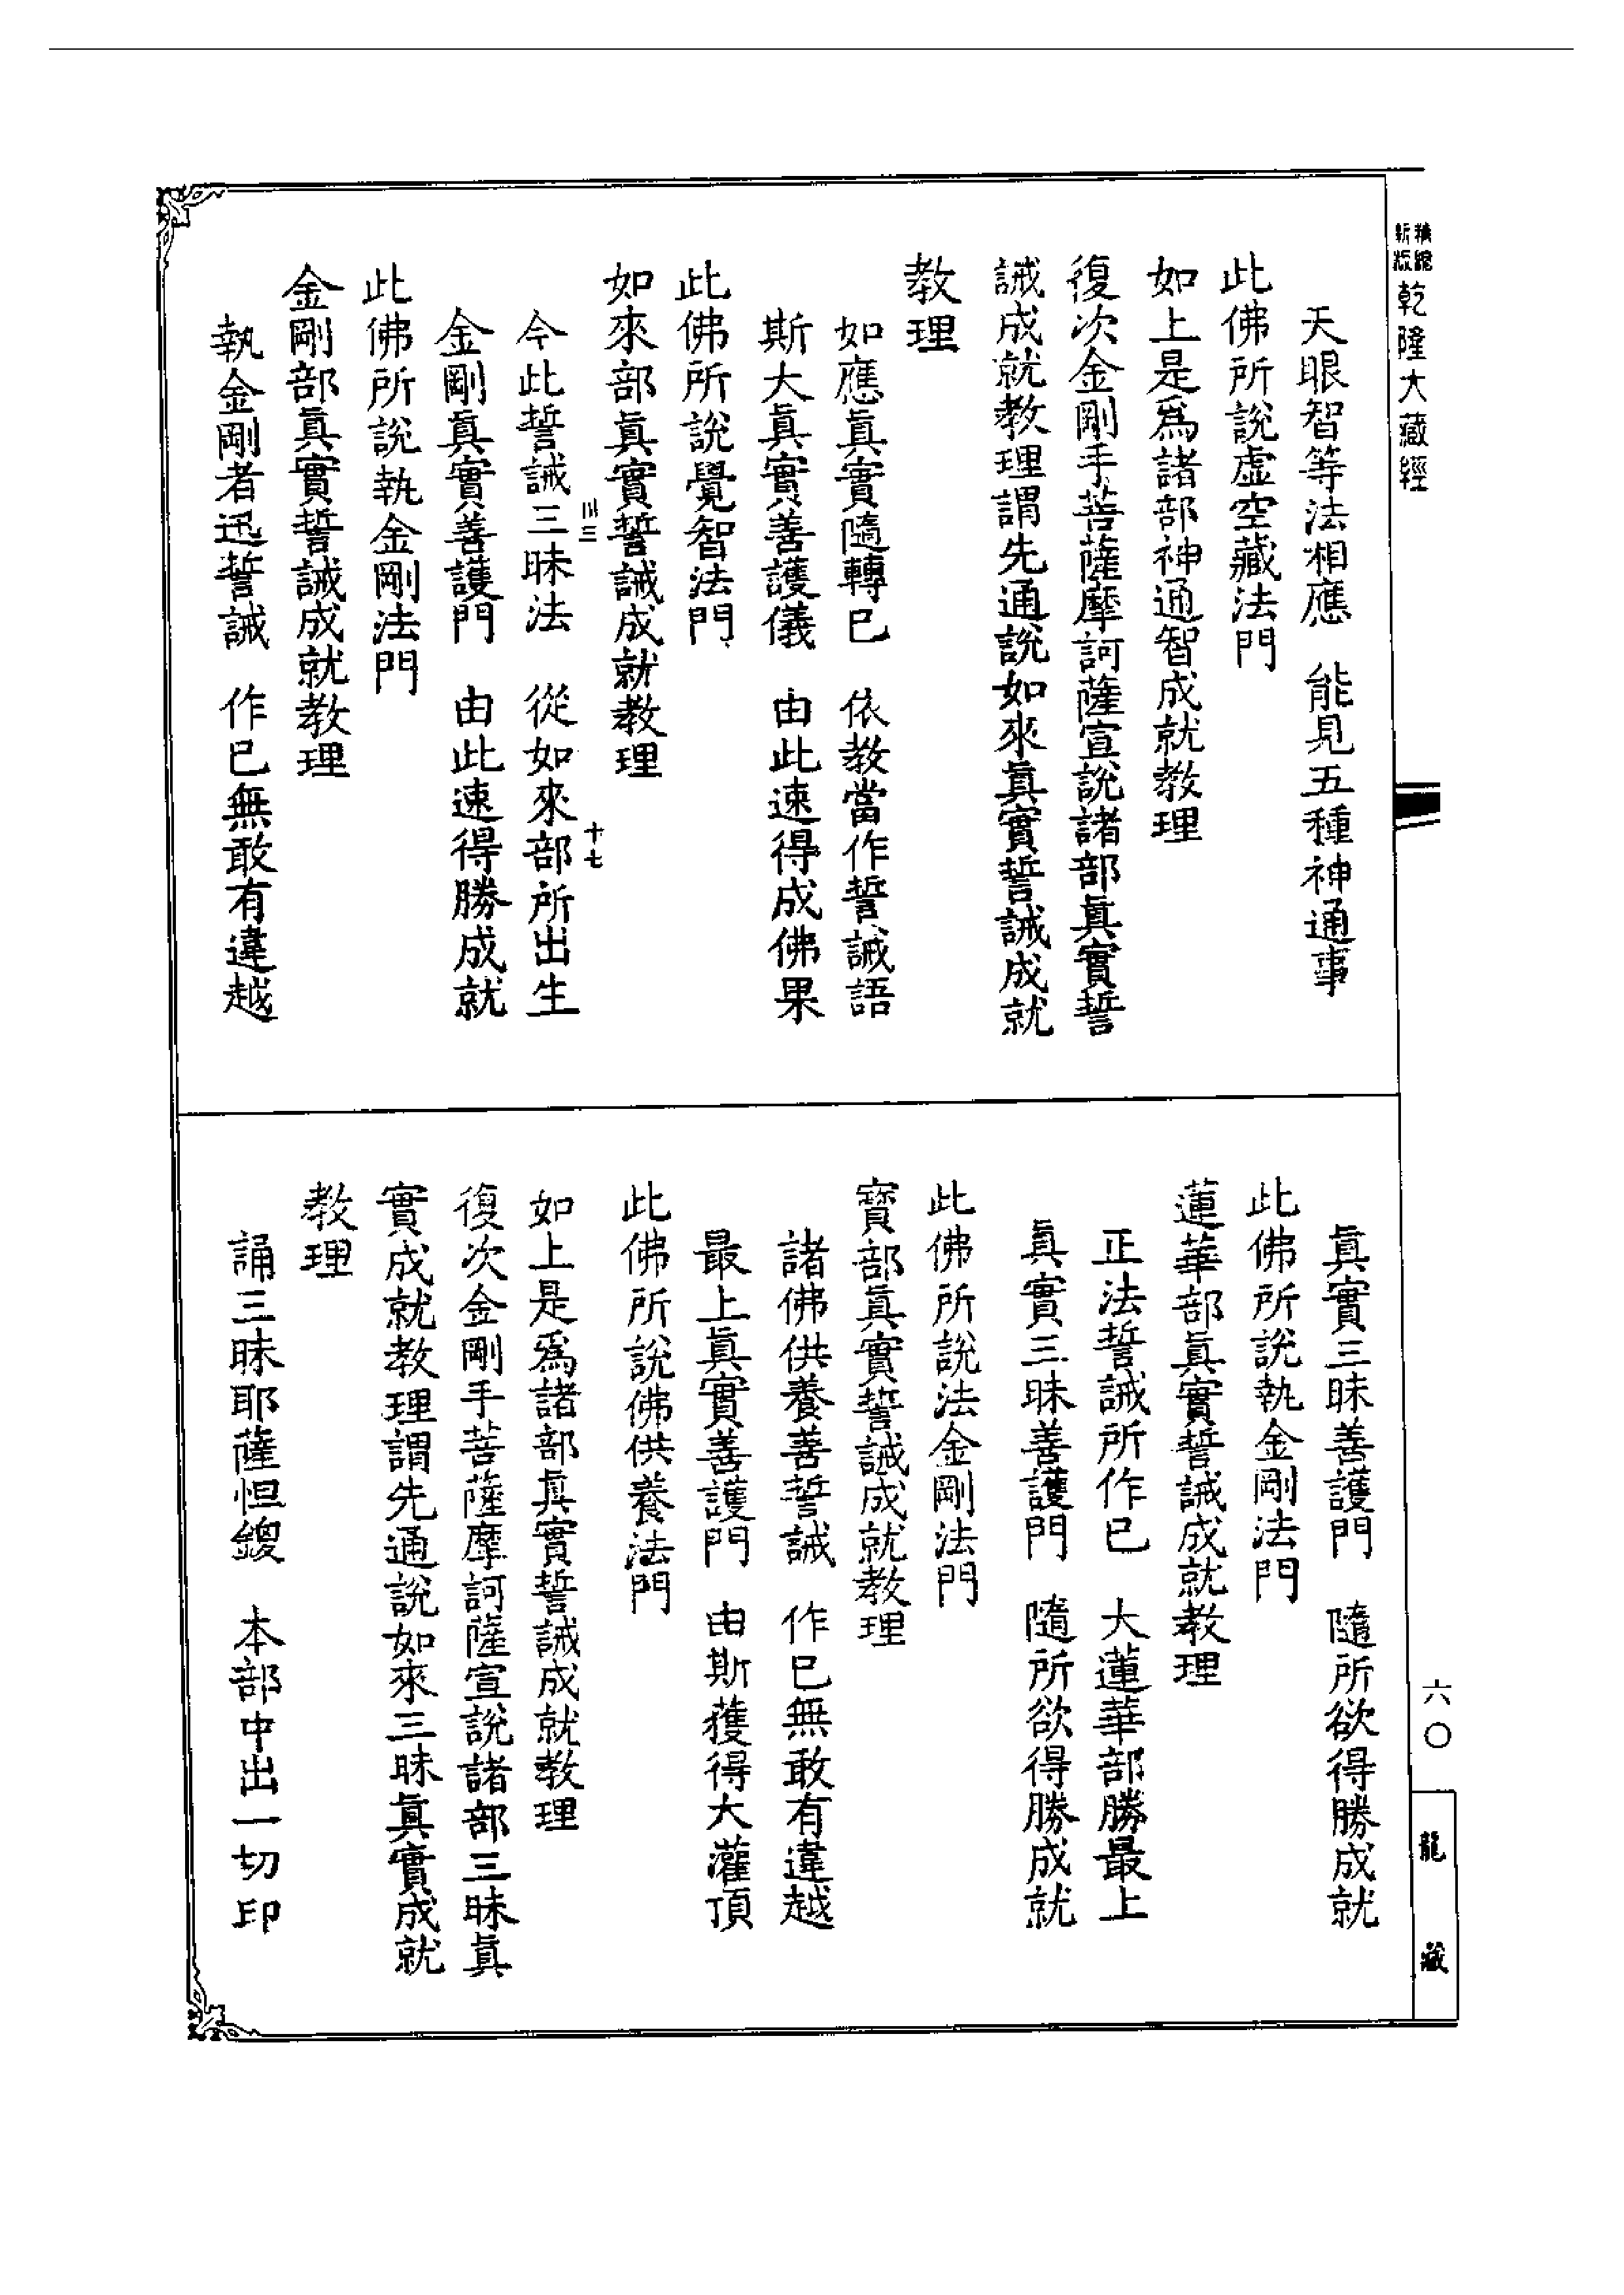 新版
乾隆大藏經
天眼智等法相應　能見五種神通事
此佛所說虛空藏法門
如上是爲諸部神通智成就教理
復次金剛手菩薩摩訶薩宣說諸部眞實誓
誡成就教理謂先通說如來眞實誓誡成就
教理
如應眞實隨轉已　依教當作誓誡語
斯大眞實善護儀　由此速得成佛果
此佛所說覺智法門
如來部眞實誓誡成就教理
十七
今此誓誡三昧法　從如來部所出生
金剛眞實善護門　由此速得勝成就
此佛所說執金剛法門
金剛部眞實誓誡成就教理
執金剛者迅誓誡　作已無敢有違越
眞實三昧善護門　隨所欲得勝成就
此佛所說執金剛法門
蓮華部眞實誓誡成就教理
正法誓誡所作已　大蓮華部勝最上
眞實三昧善護門　隨所欲得勝成就
此佛所說法金剛法門
寶部眞實誓誡成就教理
諸佛供養善誓誡　作已無敢有違越
最上眞實善護門　由斯獲得大灌頂
此佛所說佛供養法門
如上是爲諸部眞實誓誡成就教理
復次金剛手菩薩摩訶薩宣說諸部三昧眞
實成就教理謂先通說如來三昧眞實成就
教理
誦三昧耶薩怛鑁　本部中出一切印
六〇
龍藏